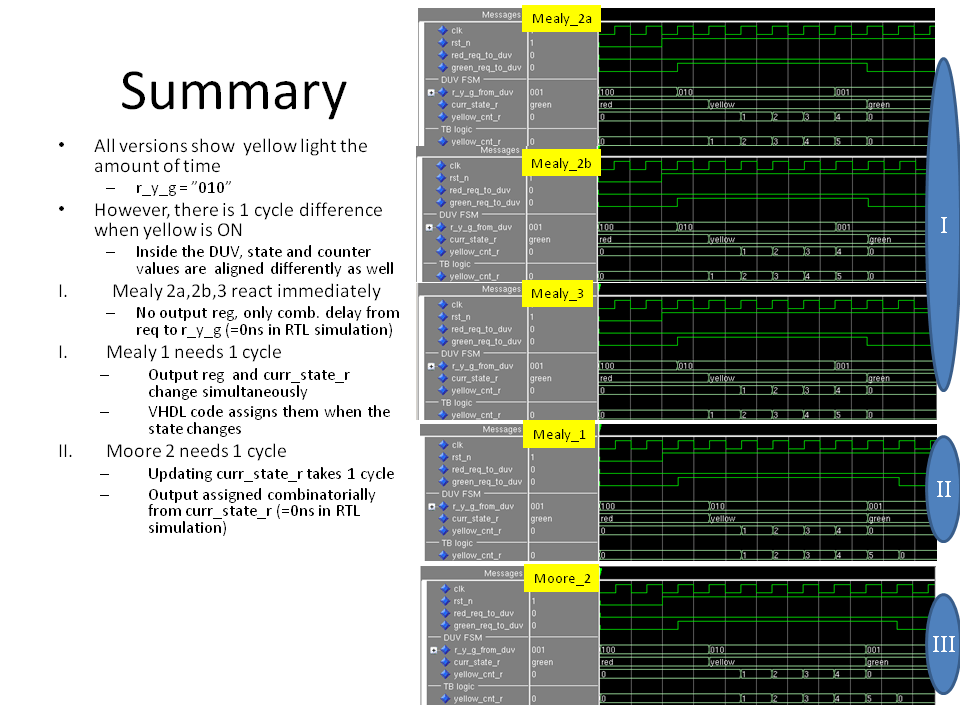 Summary
• All versions show yellow light the
amount of time
– r_y_g = ″010″
• However, there is 1 cycle difference
when yellow is ON
– Inside the DUV, state and counter
values are aligned differently as well
I. Mealy 2a,2b,3 react immediately
– No output reg, only comb. delay from
req to r_y_g (=0ns in RTL simulation)
I. Mealy 1 needs 1 cycle
– Output reg and curr_state_r
change simultaneously
– VHDL code assigns them when the
state changes
II. Moore 2 needs 1 cycle
– Updating curr_state_r takes 1 cycle
– Output assigned combinatorially
from curr_state_r (=0ns in RTL
simulation)
Messages
Mealy_2a
clk
rst_n 1
red_req_to_duv 0
green_req_to_duv 0
DUV FSM
r_y_g_from_duv 001 100 010 001
curr_state_r green red yellow green
yellow_cnt_r 0 0 1 2 3 4 0
TB logic
yellow_cnt_r 0 0 1 2 3 4 5 0
Messages
Mealy_2b
clk
rst_n
red_req_to_duv 0
green_req_to_duv 0
DUV FSM
r_y_g_from_duv 001 100 010 001
curr_state_r green red yellow green
yellow_cnt_r 0 0 1 2 3 4 0
TB logic
yellow_cnt_r 0 0 1 2 3 4 5 0
Messages
Mealy_3
clk
rst_n 1
red_req_to_duv 0
green_req_to_duv 0
DUV FSM
r_y_g_from_duv 001 100 010 001
curr_state_r green red yellow green
yellow_cnt_r 0 0 1 2 3 4 0
TB logic
yellow_cnt_r 0 0 1 2 3 4 5 0
I
Messages
Mealy_1
clk
rst_n 1
red_req_to_duv 0
green_req_to_duv 0
DUV FSM
r_y_g_from_duv 001 100 010 001
curr_state_r green red yellow green
yellow_cnt_r 0 0 1 2 3 4 0
TB logic
yellow_cnt_r 0 0 1 2 3 4 5 0
II
Messages
Moore_2
clk
rst_n 1
red_req_to_duv 0
green_req_to_duv 0
DUV FSM
r_y_g_from_duv 001 100 010 001
curr_state_r green red yellow green
yellow_cnt_r 0 0 1 2 3 4 0
TB logic
yellow_cnt_r 0 0 1 2 3 4 5 0
III